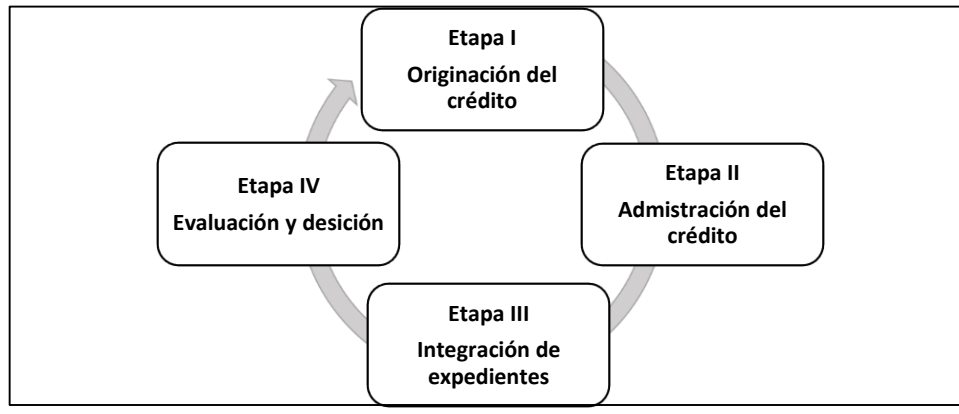 Etapa I
Originación del
crédito
Etapa II
Admistración del
crédito
Etapa III
Integración de
expedientes
Etapa IV
Evaluación y desición